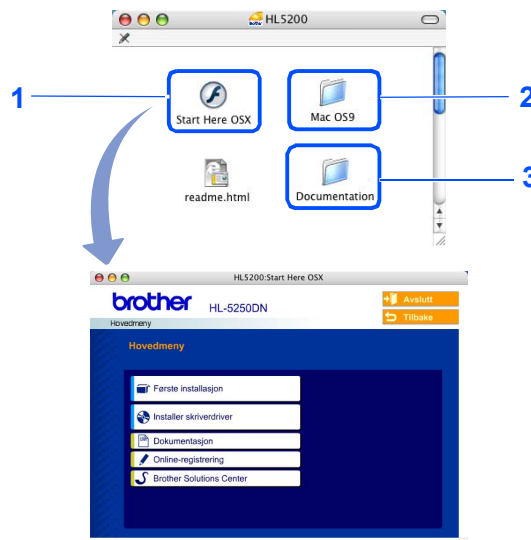 HL5200
1
2
Start Here OSX
Mac OS9
3
readme.html
Documentation
HL5200:Start Here OSX
brother HL-5250DN
Avslutt
Tilbake
Hovedmeny
Hovedmeny
Første installasjon
Installer skriverdriver
Dokumentasjon
Online-registrering
Brother Solutions Center